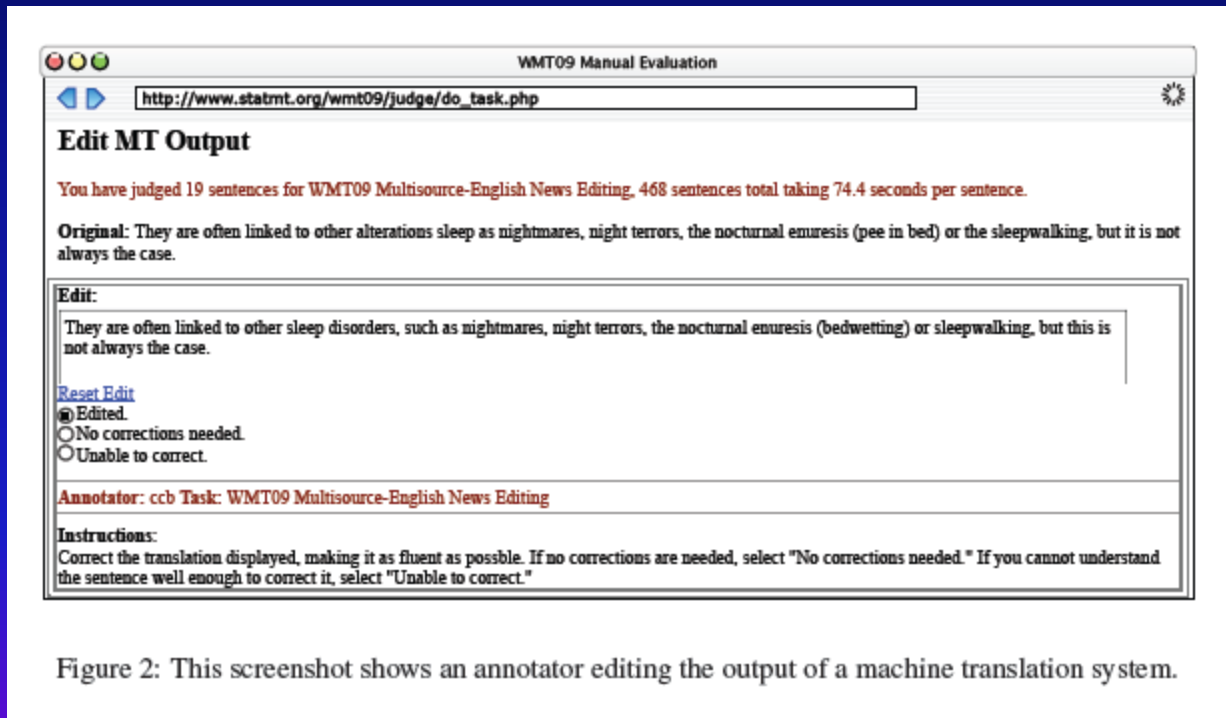 WMT09 Manual Evaluation
http://www.statmt.org/wmt09/judge/do_task.php
Edit MT Output
You have judged 19 sentences for WMT09 Multisource-English News Editing, 468 sentences total taking 74.4 seconds per sentence.
Original: They are often linked to other alterations sleep as nightmares, night terrors, the nocturnal enuresis (pee in bed) or the sleepwalking, but it is not
always the case.
Edit:
They are often linked to other sleep disorders, such as nightmares, night terrors, the nocturnal enuresis (bedwetting) or sleepwalking, but this is
not always the case.
Reset Edit
Edited.
No corrections needed.
Unable to correct.
Annotator: ccb Task: WMT09 Multisource-English News Editing
Instructions:
Correct the translation displayed, making it as fluent as possble. If no corrections are needed, select "No corrections needed." If you cannot understand
the sentence well enough to correct it, select "Unable to correct."
Figure 2: This screenshot shows an annotator editing the output of a machine translation system.